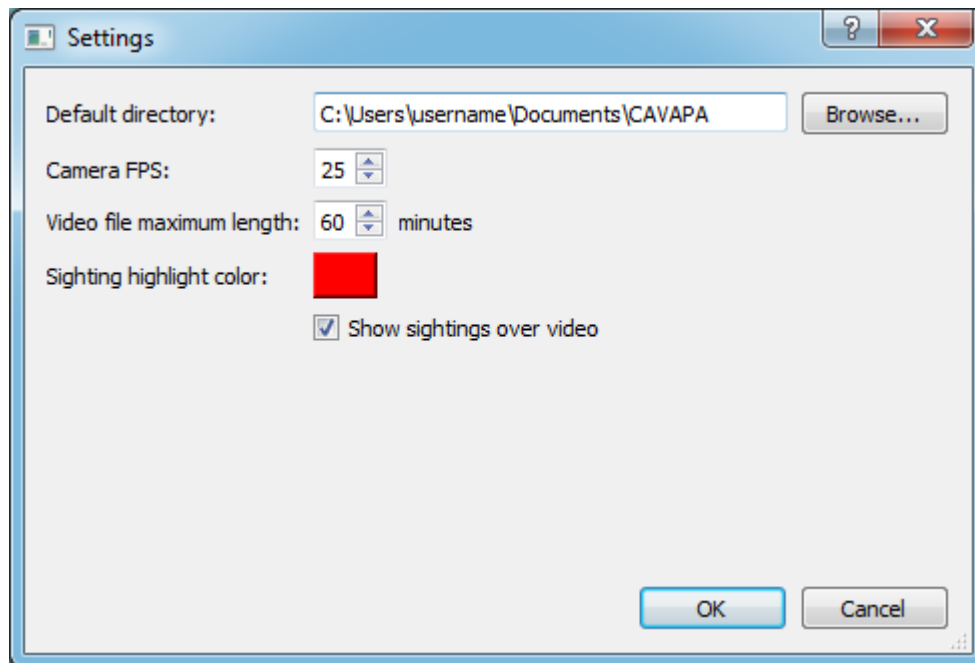 Settings
Default directory: C:\Users\username\Documents\CAVAPA Browse...
Camera FPS: 25
Video file maximum length: 60 minutes
Sighting highlight color:
Show sightings over video
OK Cancel